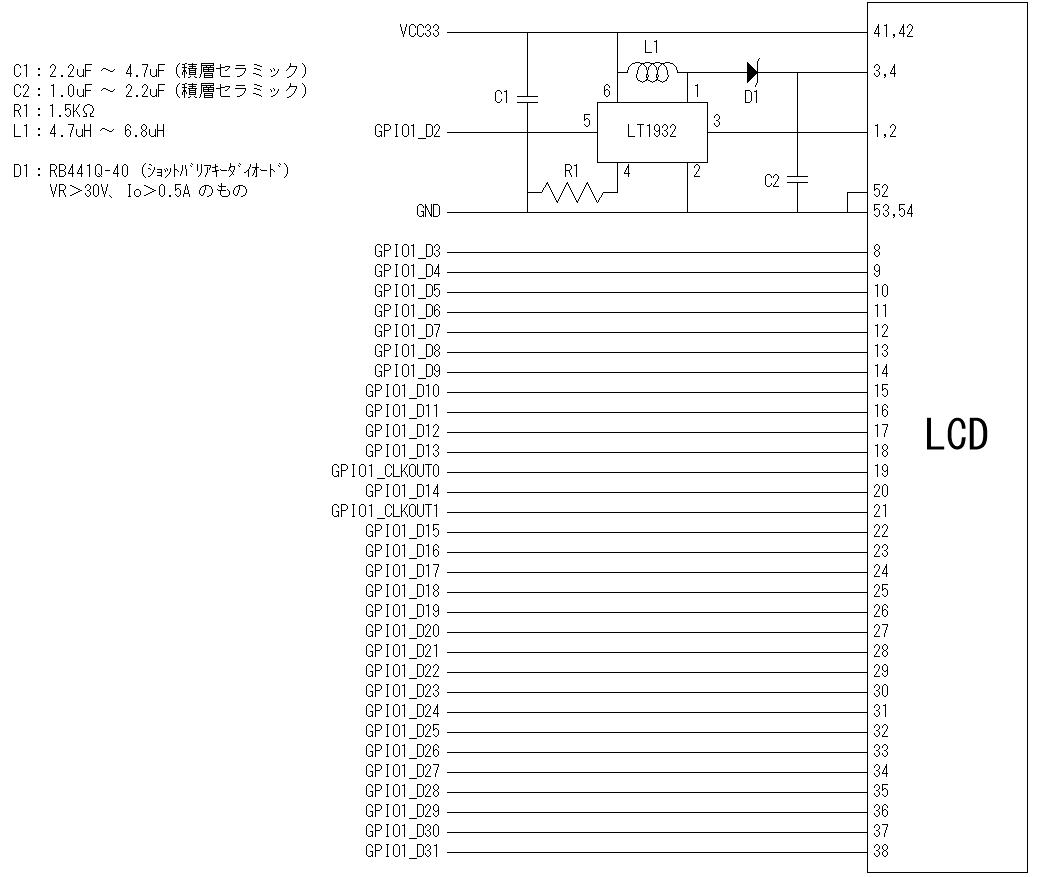 C1：2.2uF ～ 4.7uF（積層セラミック）
C2：1.0uF ～ 2.2uF（積層セラミック）
R1：1.5KΩ
L1：4.7uH ～ 6.8uH
D1：RB441Q-40（ｼｮｯﾄﾊﾞﾘｱｷｰﾀﾞｲｵｰﾄﾞ）
VR＞30V、Io＞0.5A のもの
VCC33
41,42
L1
3,4
6
1
D1
C1
GPIO1_D2
5
LT1932
3
1,2
R1
4
2
C2
52
GND
53,54
GPIO1_D3 8
GPIO1_D4 9
GPIO1_D5 10
GPIO1_D6 11
GPIO1_D7 12
GPIO1_D8 13
GPIO1_D9 14
GPIO1_D10 15
GPIO1_D11 16
GPIO1_D12 17
GPIO1_D13 18
GPIO1_CLKOUT0 19
GPIO1_D14 20
GPIO1_CLKOUT1 21
GPIO1_D15 22
GPIO1_D16 23
GPIO1_D17 24
GPIO1_D18 25
GPIO1_D19 26
GPIO1_D20 27
GPIO1_D21 28
GPIO1_D22 29
GPIO1_D23 30
GPIO1_D24 31
GPIO1_D25 32
GPIO1_D26 33
GPIO1_D27 34
GPIO1_D28 35
GPIO1_D29 36
GPIO1_D30 37
GPIO1_D31 38
LCD